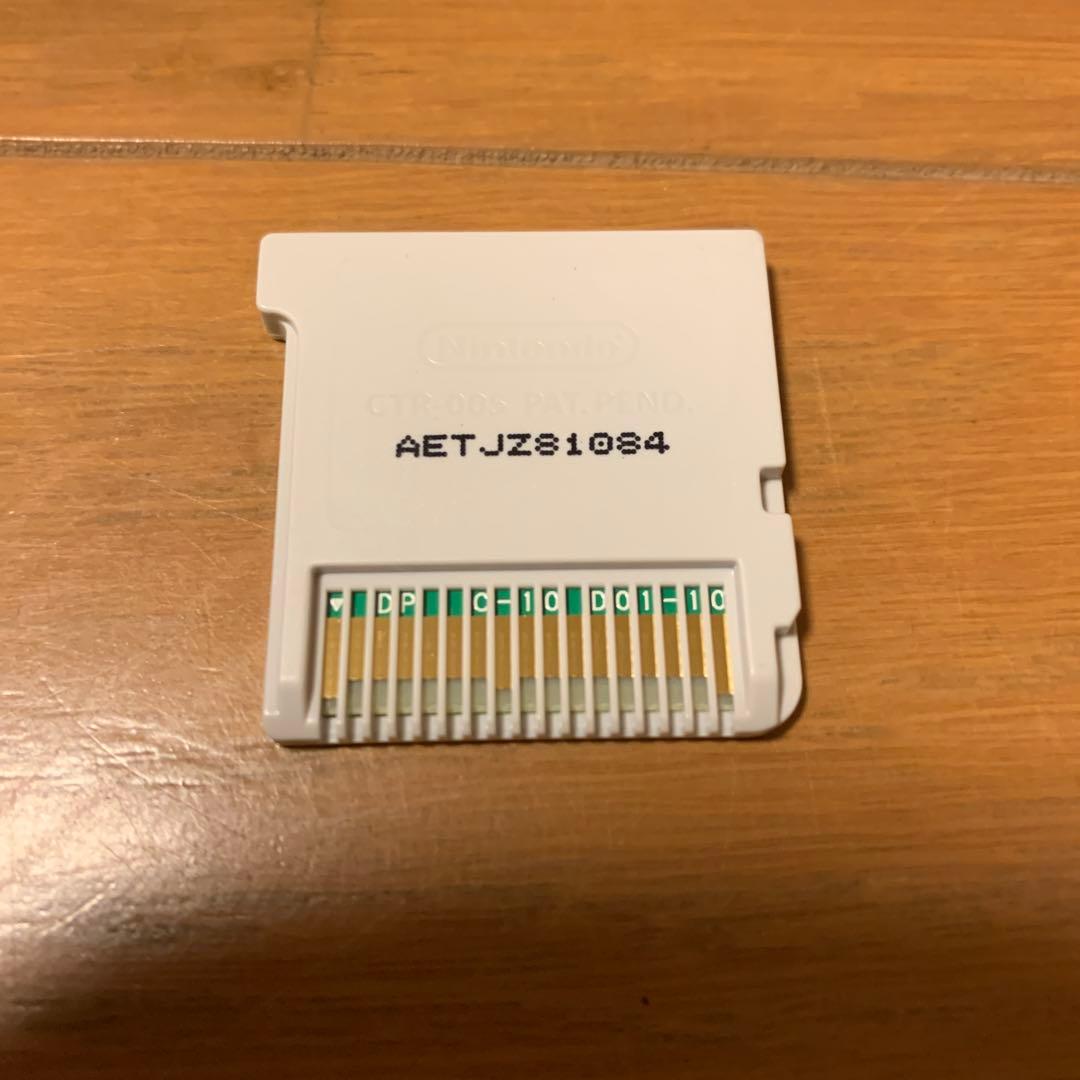 Nintendo
CTR-005 PAT. PEND.
AETJZ81084
▼ DP C-10 D01-10